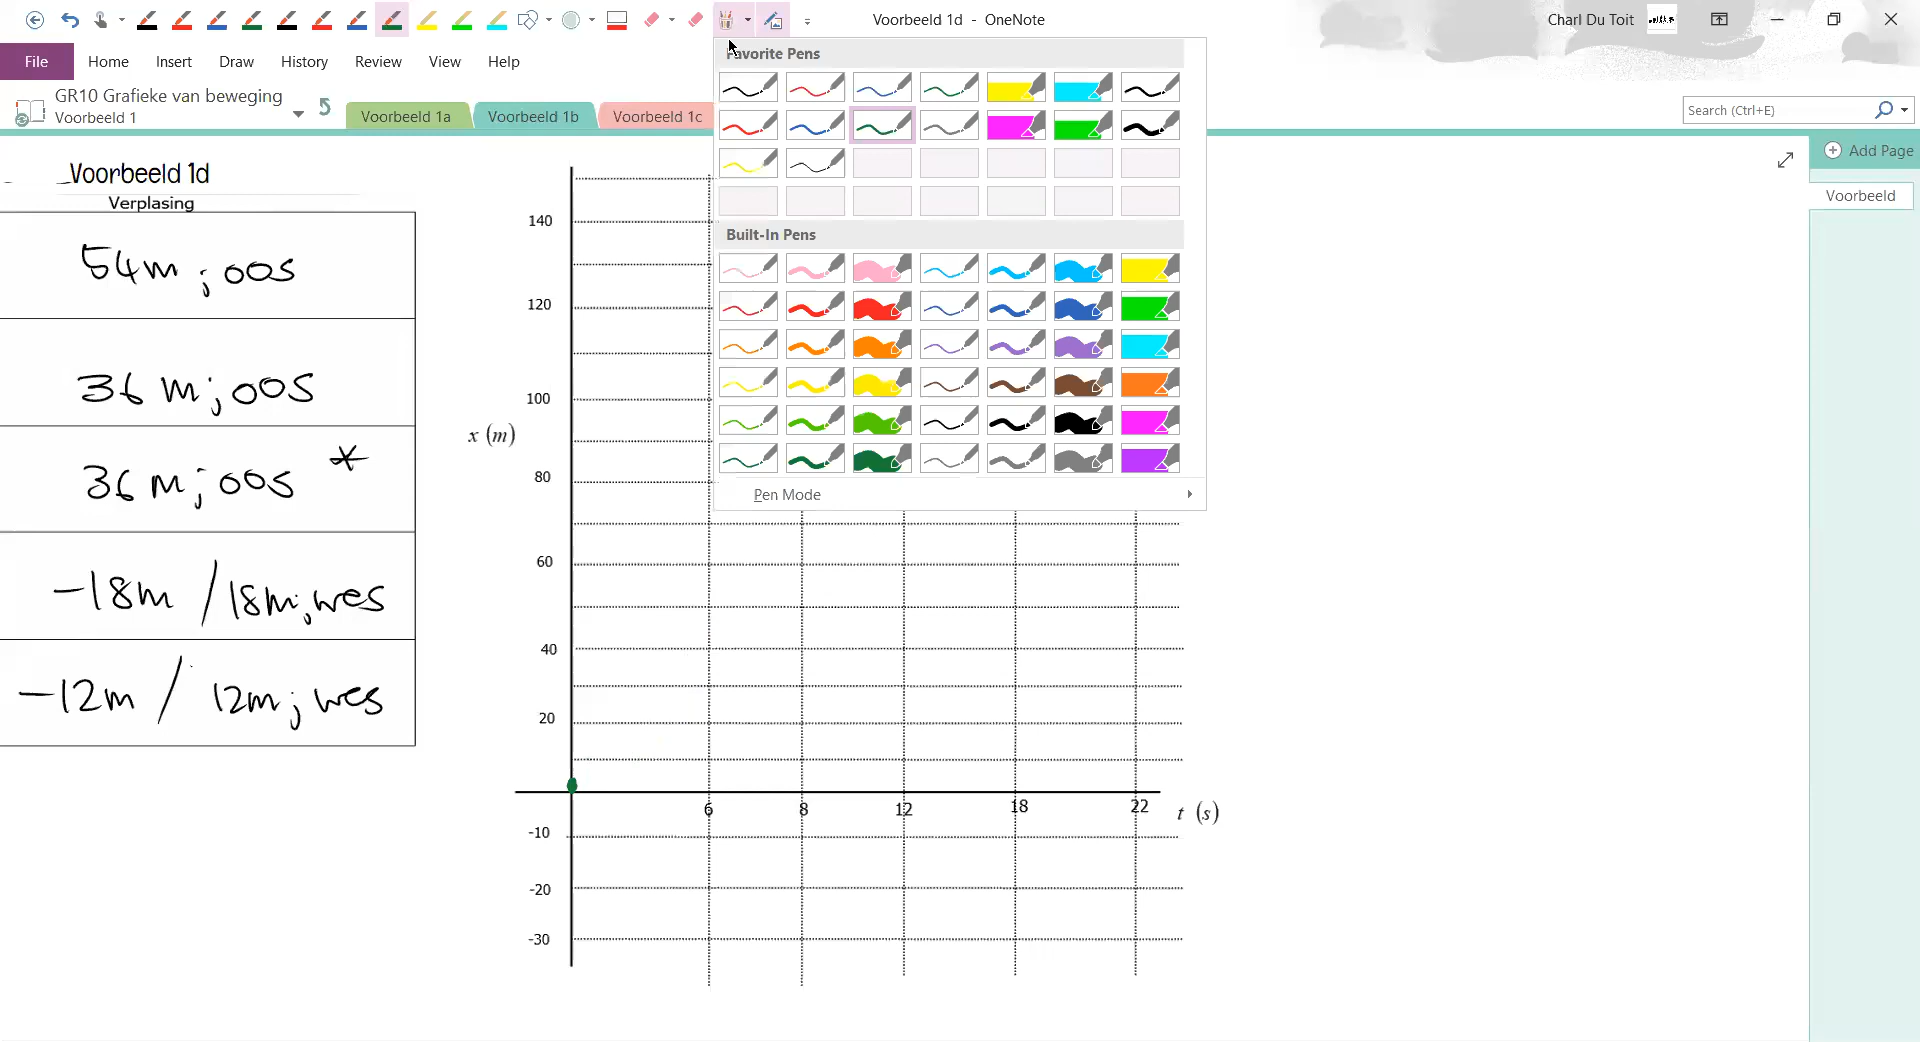 Voorbeeld 1d - OneNote
Charl Du Toit
File
Home
Insert
Draw
History
Review
View
Help
GR10 Grafieke van beweging
Voorbeeld 1
Voorbeeld 1a
Voorbeeld 1b
Voorbeeld 1c
Search (Ctrl+E)
Add Page
Voorbeeld
Favorite Pens
Built-In Pens
Pen Mode
Voorbeeld 1d
Verplasing
54m ; oos
36 m ; oos
36 m ; oos *
-18m / 18m ; wes
-12m / 12m ; wes
x (m)
140
120
100
80
60
40
20
-10
-20
-30
6
8
12
18
22
t (s)